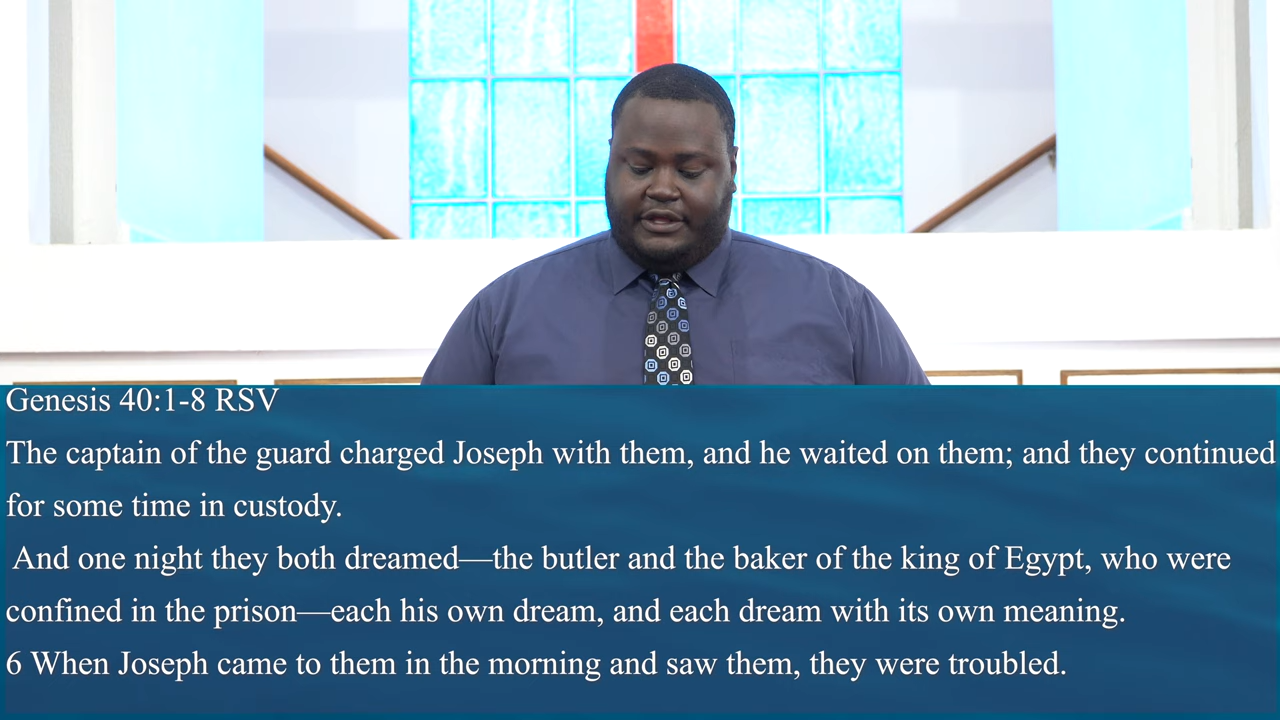 Genesis 40:1-8 RSV
The captain of the guard charged Joseph with them, and he waited on them; and they continued
for some time in custody.
And one night they both dreamed—the butler and the baker of the king of Egypt, who were
confined in the prison—each his own dream, and each dream with its own meaning.
6 When Joseph came to them in the morning and saw them, they were troubled.